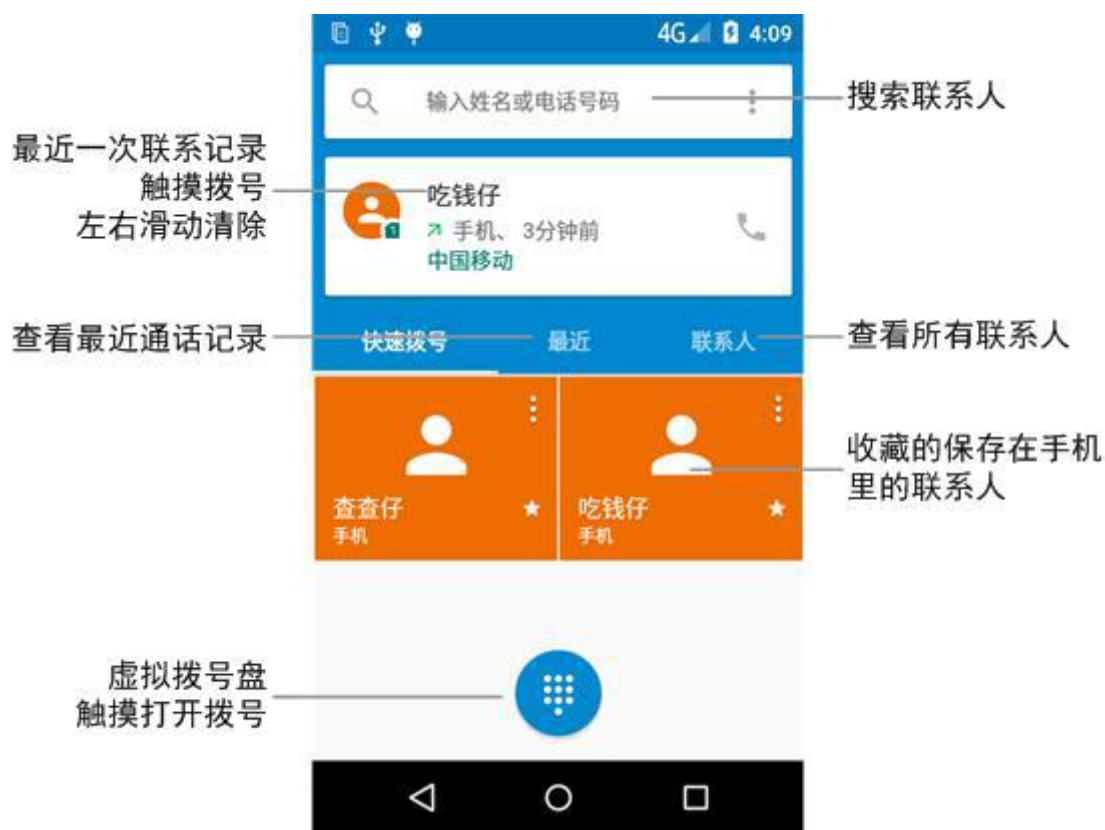 4G 4:09
输入姓名或电话号码
搜索联系人
最近一次联系记录
触摸拨号
左右滑动清除
吃钱仔
手机、 3分钟前
中国移动
查看最近通话记录
快速拨号
最近
联系人
查看所有联系人
查查仔
手机
吃钱仔
手机
收藏的保存在手机
里的联系人
虚拟拨号盘
触摸打开拨号